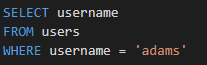 SELECT username
FROM users
WHERE username = 'adams'